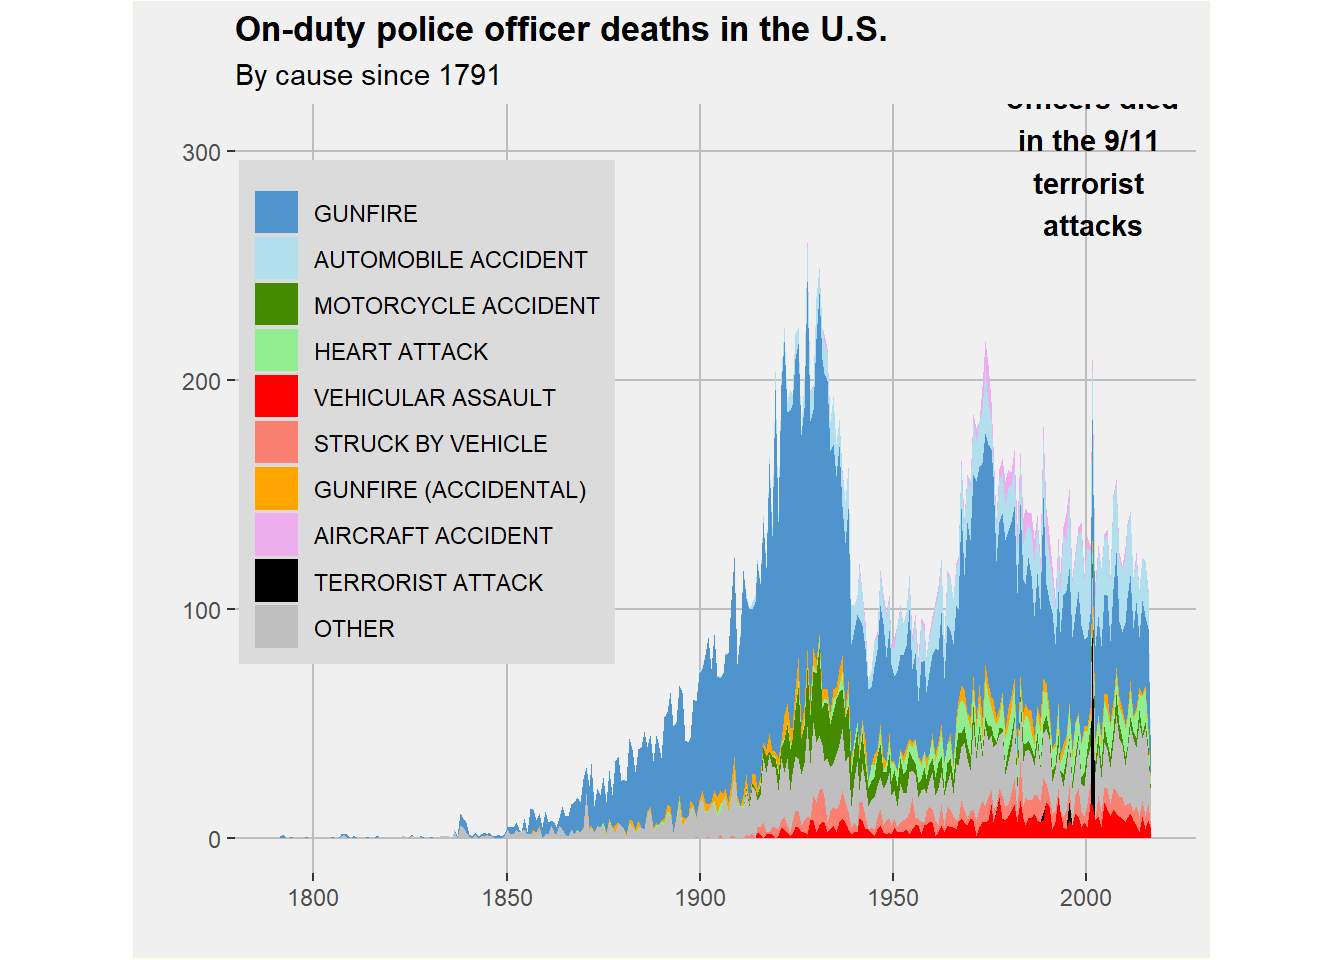 On-duty police officer deaths in the U.S.
By cause since 1791
officers died
in the 9/11
terrorist
attacks
300
200
100
0
GUNFIRE
AUTOMOBILE ACCIDENT
MOTORCYCLE ACCIDENT
HEART ATTACK
VEHICULAR ASSAULT
STRUCK BY VEHICLE
GUNFIRE (ACCIDENTAL)
AIRCRAFT ACCIDENT
TERRORIST ATTACK
OTHER
1800
1850
1900
1950
2000